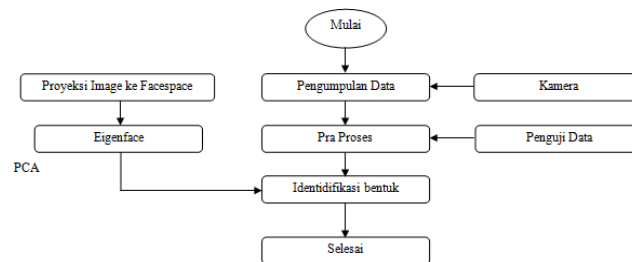 Mulai
Proyeksi Image ke Facespace
Pengumpulan Data
Kamera
Eigenface
Pra Proses
Penguji Data
PCA
Identidifikasi bentuk
Selesai